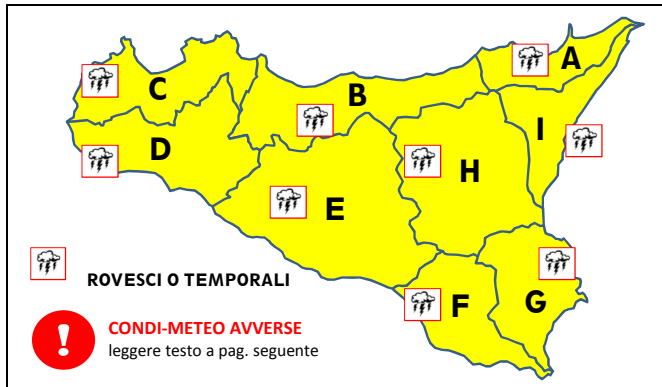 A
C
B
I
D
H
E
ROVESCI O TEMPORALI
F
G
CONDI-METEO AVVERSE
leggere testo a pag. seguente